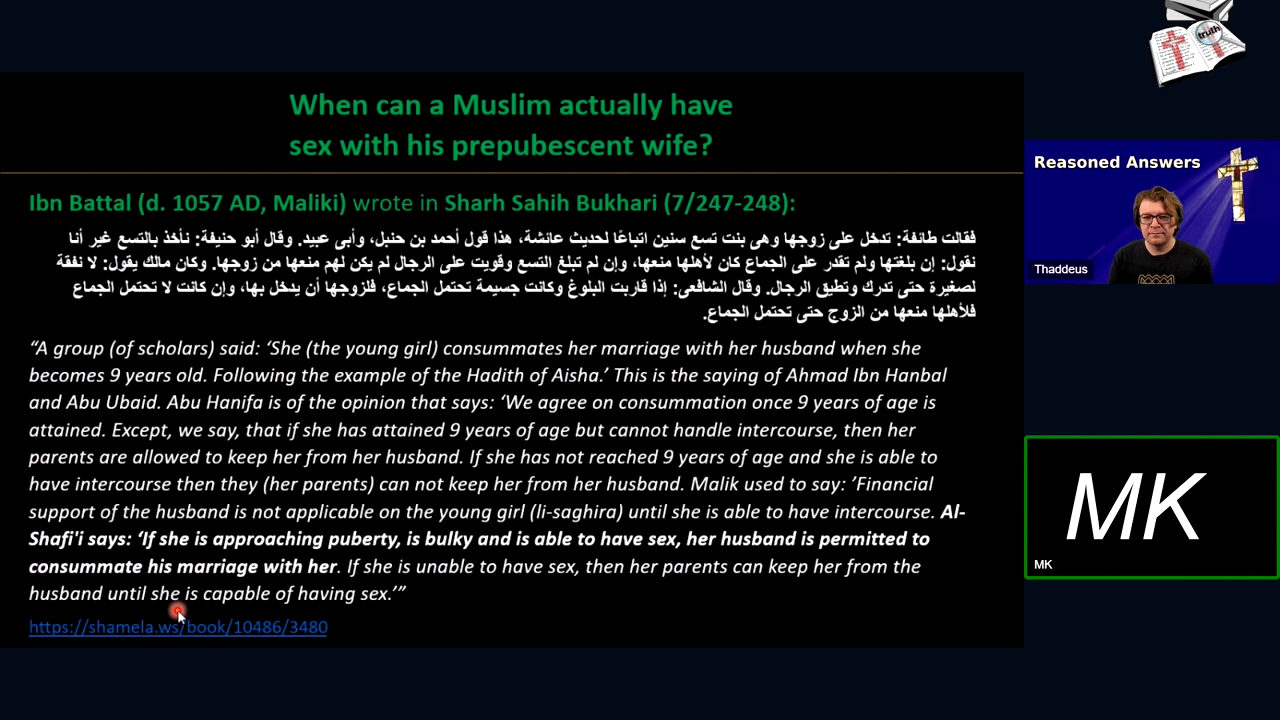 When can a Muslim actually have
sex with his prepubescent wife?
Ibn Battal (d. 1057 AD, Maliki) wrote in Sharh Sahih Bukhari (7/247-248):
فقالت طائفة: تدخل على زوجها وهى بنت تسع سنين اتباعًا لحديث عائشة، هذا قول أحمد بن حنبل، وأبى عبيد. وقال أبو حنيفة: نأخذ بالتسع غير أنا
نقول: إن بلغتها ولم تقدر على الجماع كان لأهلها منعها، وإن لم تبلغ التسع وقويت على الرجال لم يكن لهم منعها من زوجها. وكان مالك يقول: لا نفقة
لصغيرة حتى تدرك وتطيق الرجال. وقال الشافعى: إذا قاربت البلوغ وكانت جسيمة تحتمل الجماع، فلزوجها أن يدخل بها، وإن كانت لا تحتمل الجماع
فلأهلها منعها من الزوج حتى تحتمل الجماع.
“A group (of scholars) said: ‘She (the young girl) consummates her marriage with her husband when she
becomes 9 years old. Following the example of the Hadith of Aisha.’ This is the saying of Ahmad Ibn Hanbal
and Abu Ubaid. Abu Hanifa is of the opinion that says: ‘We agree on consummation once 9 years of age is
attained. Except, we say, that if she has attained 9 years of age but cannot handle intercourse, then her
parents are allowed to keep her from her husband. If she has not reached 9 years of age and she is able to
have intercourse then they (her parents) can not keep her from her husband. Malik used to say: ’Financial
support of the husband is not applicable on the young girl (li-saghira) until she is able to have intercourse. Al-
Shafi'i says: ‘If she is approaching puberty, is bulky and is able to have sex, her husband is permitted to
consummate his marriage with her. If she is unable to have sex, then her parents can keep her from the
husband until she is capable of having sex.’”
https://shamela.ws/book/10486/3480
truth
Reasoned Answers
Thaddeus
MK
MK